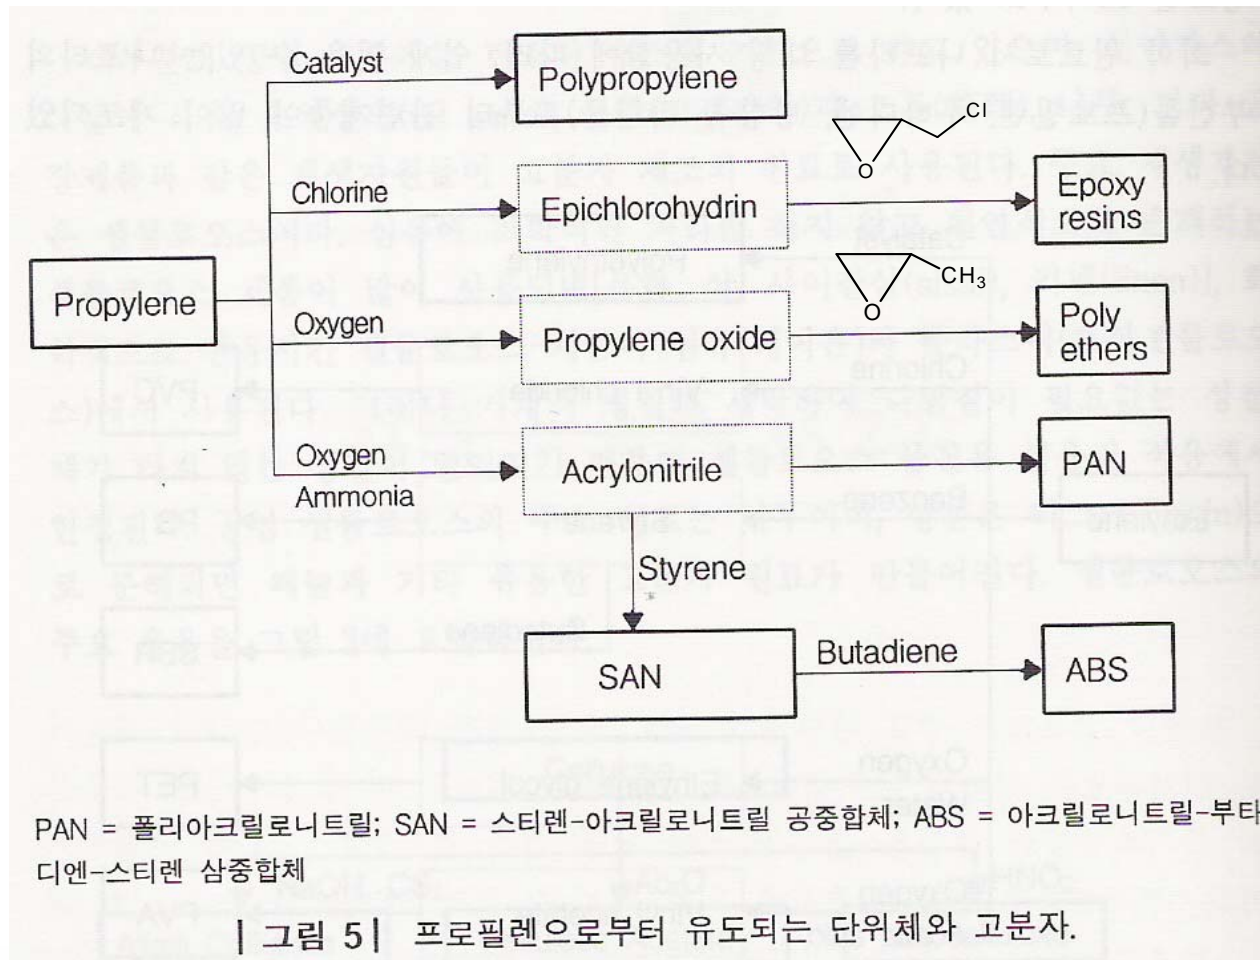 Catalyst
Polypropylene
Cl
O
Chlorine
Epichlorohydrin
Epoxy
resins
CH3
O
Propylene
Oxygen
Propylene oxide
Poly
ethers
Oxygen
Ammonia
Acrylonitrile
PAN
Styrene
SAN
Butadiene
ABS
PAN = 폴리아크릴로니트릴; SAN = 스티렌-아크릴로니트릴 공중합체; ABS = 아크릴로니트릴-부타
디엔-스티렌 삼중합체
|그림 5| 프로필렌으로부터 유도되는 단위체와 고분자.